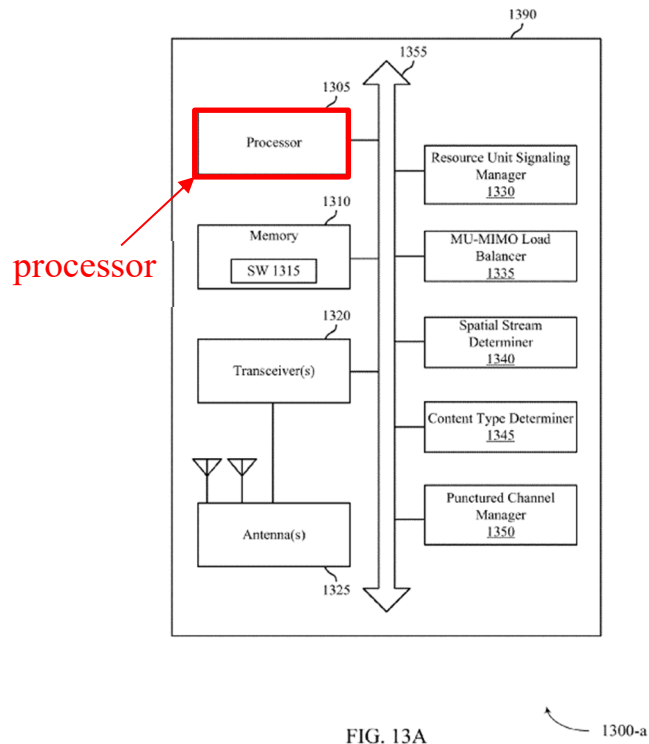 1390
1355
1305
Processor
processor
1310
Memory
SW 1315
1320
Transceiver(s)
Antenna(s)
1325
Resource Unit Signaling
Manager
1330
MU-MIMO Load
Balancer
1335
Spatial Stream
Determiner
1340
Content Type Determiner
1345
Punctured Channel
Manager
1350
1300-a
FIG. 13A